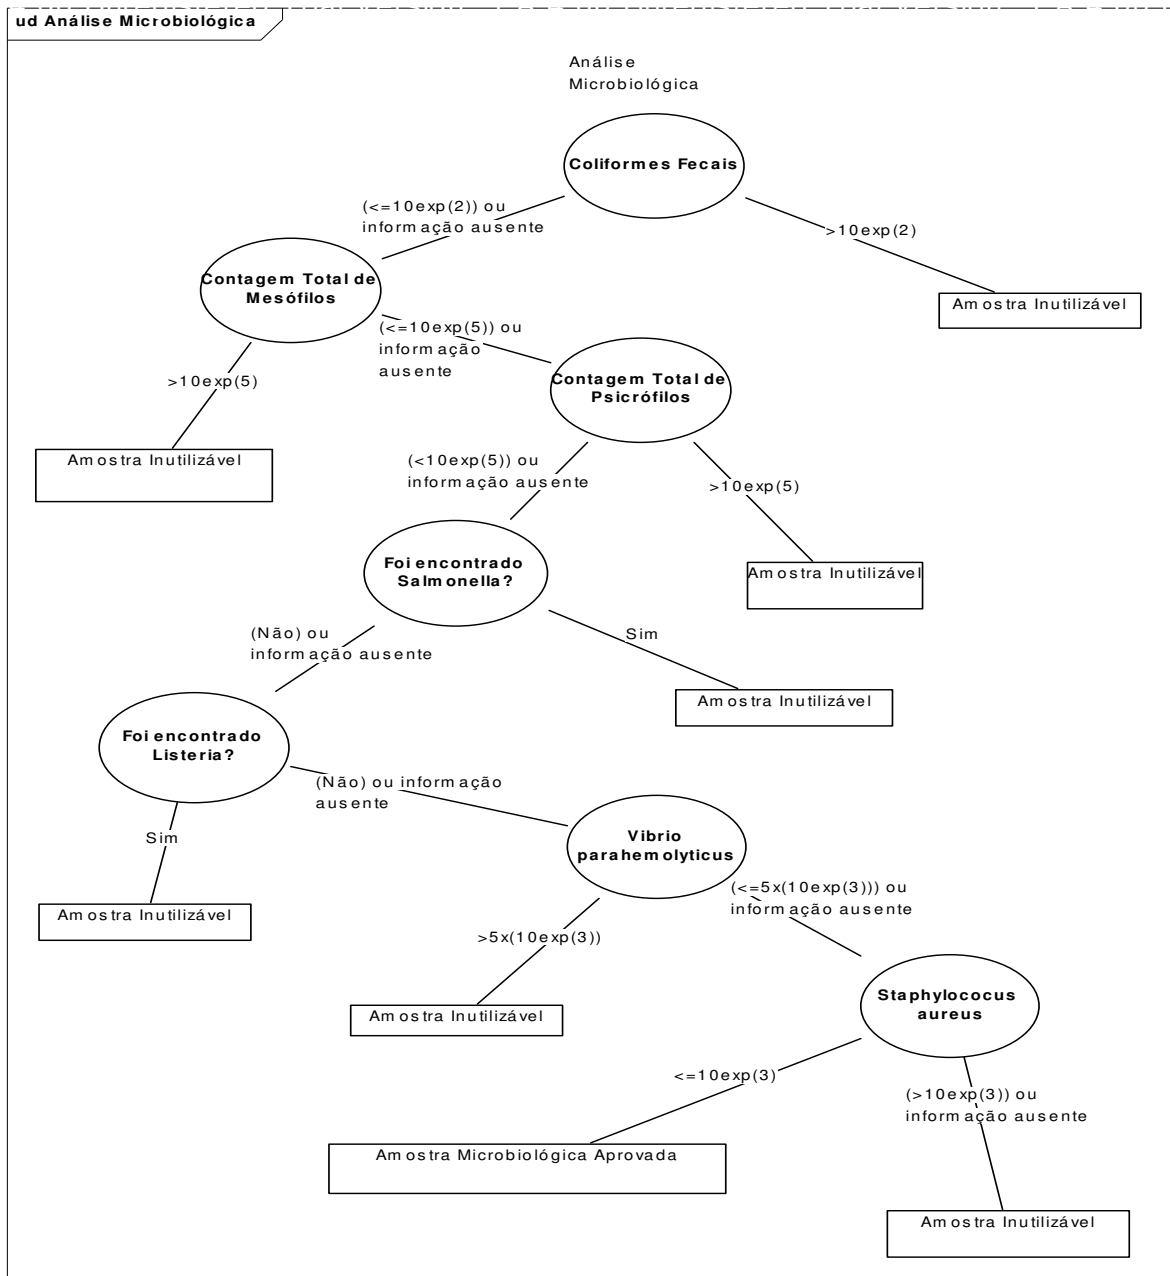 ud Análise Microbiológica
Análise
Microbiológica
Coliformes Fecais
(<=10exp(2)) ou
informação ausente
>10exp(2)
Contagem Total de
Mesófilos
Amostra Inutilizável
(<=10exp(5)) ou
informação
ausente
>10exp(5)
Contagem Total de
Psicrófilos
Amostra Inutilizável
(<10exp(5)) ou
informação ausente
>10exp(5)
Foi encontrado
Salmonella?
Amostra Inutilizável
(Não) ou
informação ausente
Sim
Amostra Inutilizável
Foi encontrado
Listeria?
(Não) ou informação
ausente
Sim
Vibrio
parahemolyticus
(<=5x(10exp(3))) ou
informação ausente
Amostra Inutilizável
>5x(10exp(3))
Staphylococus
aureus
Amostra Inutilizável
<=10exp(3)
(>10exp(3)) ou
informação ausente
Amostra Microbiológica Aprovada
Amostra Inutilizável